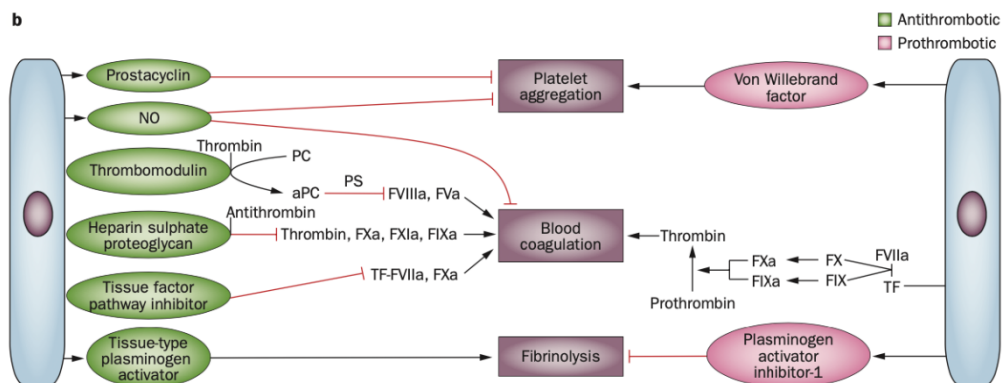 b
Antithrombotic
Prothrombotic
Prostacyclin
Platelet
aggregation
Von Willebrand
factor
NO
Thrombin
Thrombomodulin
PC
aPC
PS
FVIIIa, FVa
Antithrombin
Heparin sulphate
proteoglycan
Thrombin, FXa, FXIa, FIXa
Blood
coagulation
Thrombin
FVIIa
FXa
FX
FIXa
FIX
TF
Prothrombin
TF-FVIIa, FXa
Tissue factor
pathway inhibitor
Tissue-type
plasminogen
activator
Fibrinolysis
Plasminogen
activator
inhibitor-1